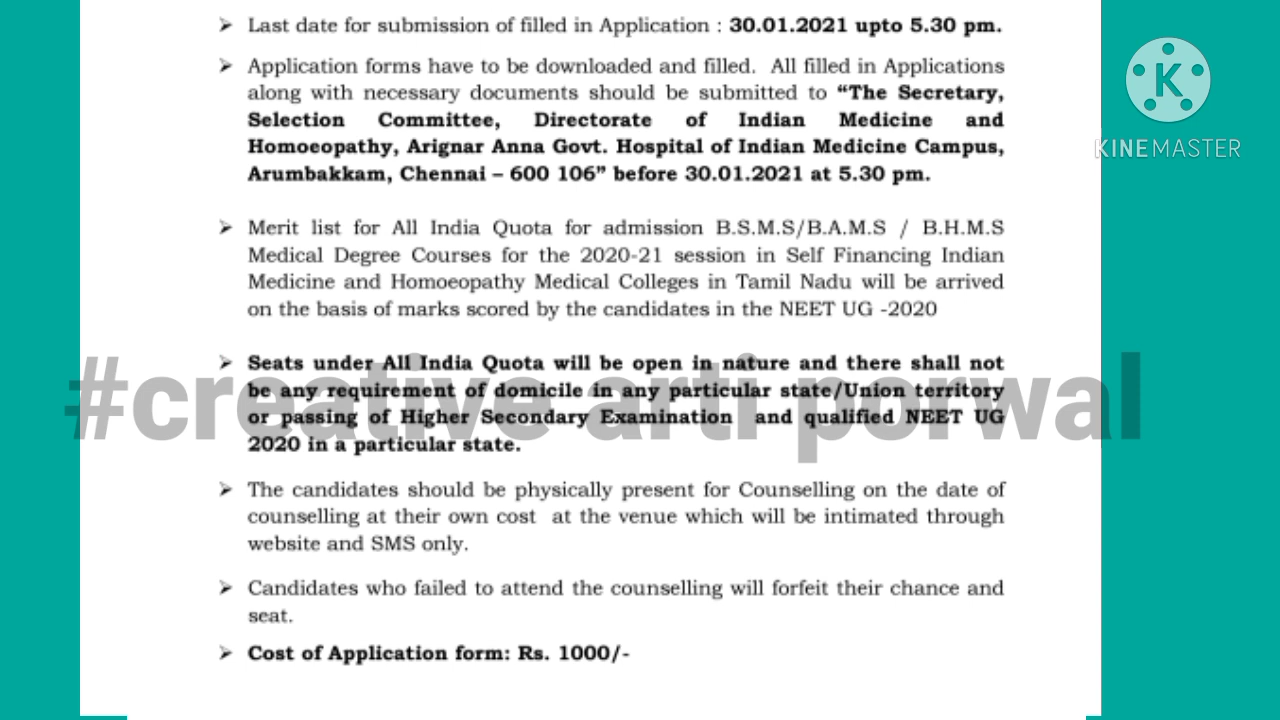 Last date for submission of filled in Application : 30.01.2021 upto 5.30 pm.
Application forms have to be downloaded and filled. All filled in Applications
along with necessary documents should be submitted to “The Secretary,
Selection Committee, Directorate of Indian Medicine and
Homoeopathy, Arignar Anna Govt. Hospital of Indian Medicine Campus,
Arumbakkam, Chennai – 600 106” before 30.01.2021 at 5.30 pm.
Merit list for All India Quota for admission B.S.M.S/B.A.M.S / B.H.M.S
Medical Degree Courses for the 2020-21 session in Self Financing Indian
Medicine and Homoeopathy Medical Colleges in Tamil Nadu will be arrived
on the basis of marks scored by the candidates in the NEET UG -2020
Seats under All India Quota will be open in nature and there shall not
be any requirement of domicile in any particular state/Union territory
or passing of Higher Secondary Examination and qualified NEET UG
2020 in a particular state.
The candidates should be physically present for Counselling on the date of
counselling at their own cost at the venue which will be intimated through
website and SMS only.
Candidates who failed to attend the counselling will forfeit their chance and
seat.
Cost of Application form: Rs. 1000/-
#creative arti porwal
K
KINEMASTER